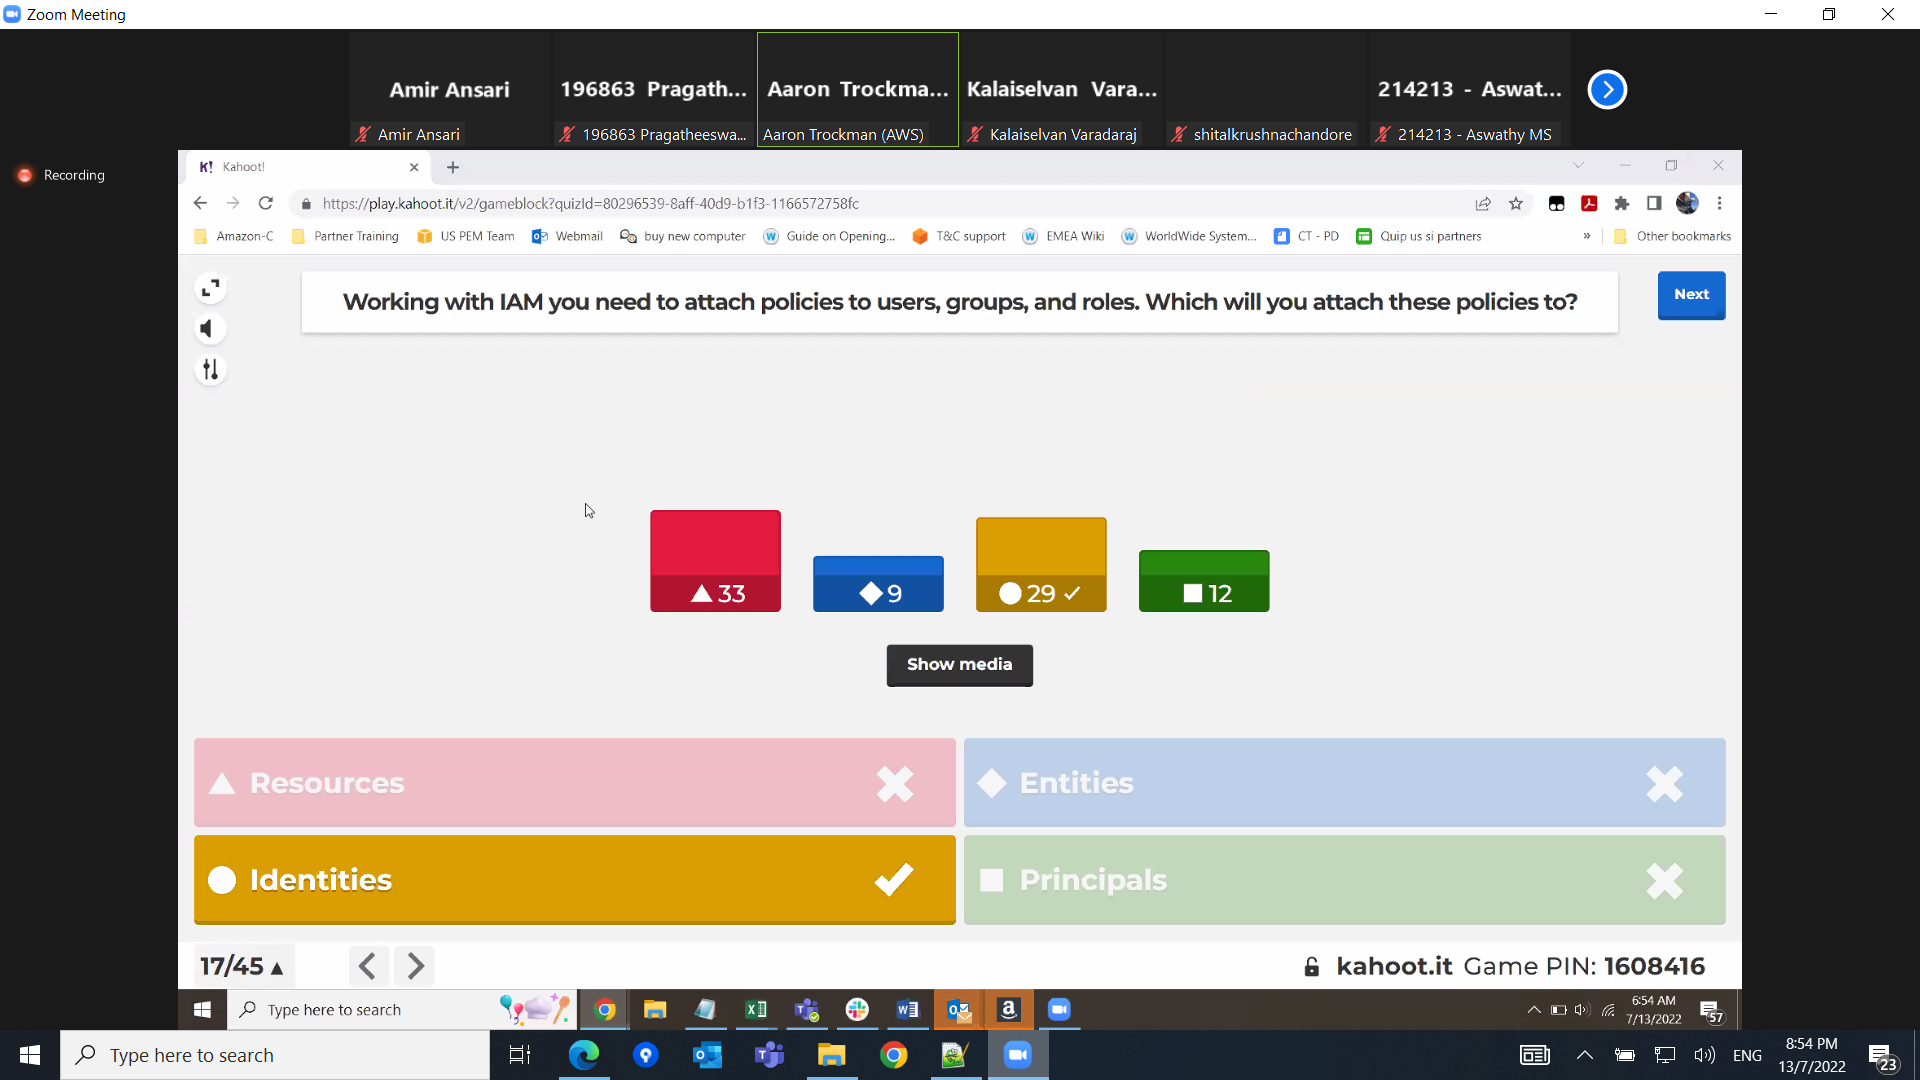 Zoom Meeting
Amir Ansari
196863 Pragath...
Aaron Trockma...
Kalaiselvan Vara...
214213 - Aswat...
Amir Ansari
196863 Pragatheeswa...
Aaron Trockman (AWS)
Kalaiselvan Varadaraj
shitalkrushnachandore
214213 - Aswathy MS
Recording
K! Kahoot!
https://play.kahoot.it/v2/gameblock?quizId=80296539-8aff-40d9-b1f3-1166572758fc
Amazon-C
Partner Training
US PEM Team
Webmail
buy new computer
Guide on Opening...
T&C support
EMEA Wiki
WorldWide System...
CT - PD
Quip us si partners
»
Other bookmarks
Working with IAM you need to attach policies to users, groups, and roles. Which will you attach these policies to?
Next
33
9
29
12
Show media
Resources
Entities
Identities
Principals
17/45
kahoot.it Game PIN: 1608416
Type here to search
6:54 AM
7/13/2022
57
Type here to search
ENG
8:54 PM
13/7/2022
23